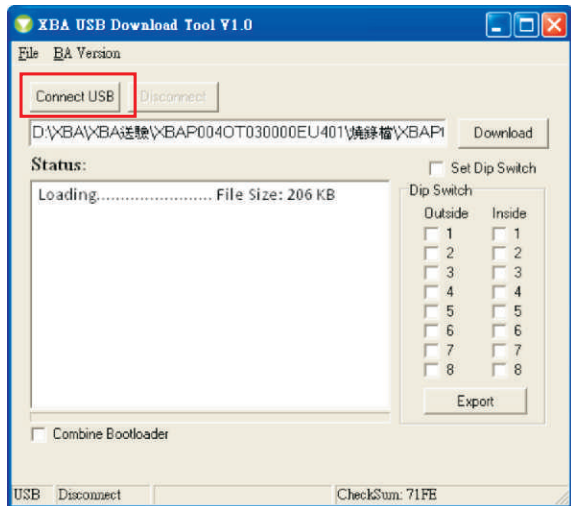 XBA USB Download Tool V1.0
File BA Version
Connect USB Disconnect
D:\XBA\XBA送驗\XBAP004OT030000EU401\燒錄檔\XBAP1 Download
Status: Set Dip Switch
Loading........................ File Size: 206 KB
Dip Switch
Outside Inside
1 1
2 2
3 3
4 4
5 5
6 6
7 7
8 8
Export
Combine Bootloader
USB Disconnect CheckSum: 71FE